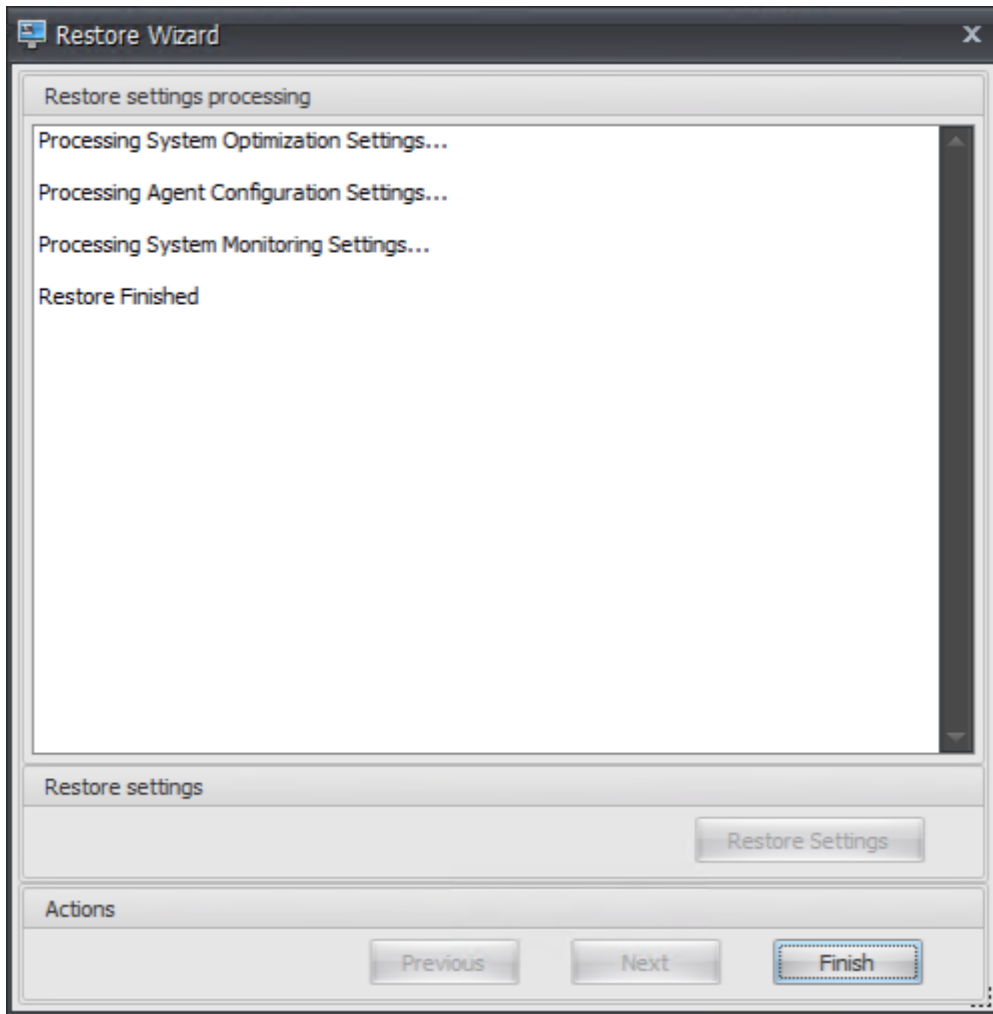 Restore Wizard
Restore settings processing
Processing System Optimization Settings...
Processing Agent Configuration Settings...
Processing System Monitoring Settings...
Restore Finished
Restore settings
Restore Settings
Actions
Previous Next Finish